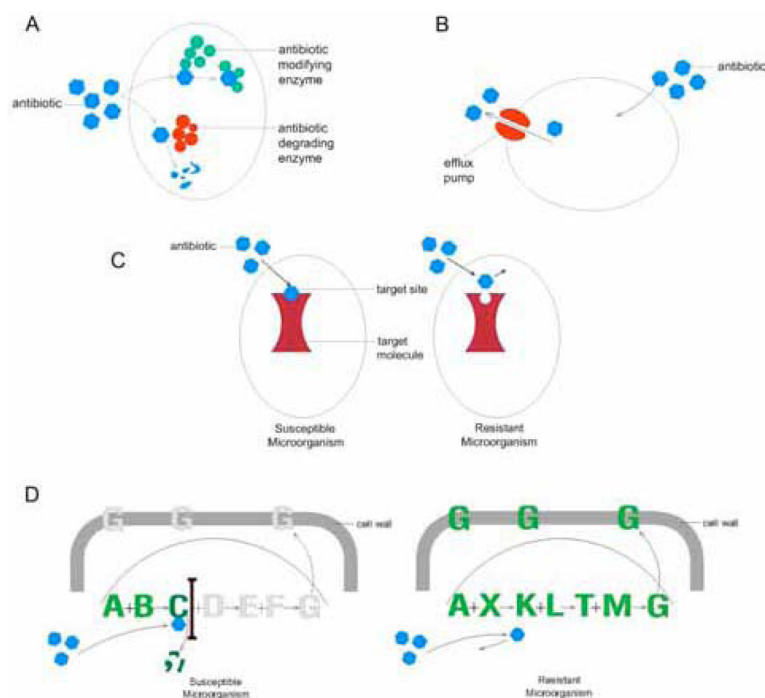 A
antibiotic
antibiotic
modifying
enzyme
antibiotic
degrading
enzyme
B
antibiotic
efflux
pump
C
antibiotic
target site
target
molecule
Susceptible
Microorganism
Resistant
Microorganism
D
G G G
cell wall
A+B→C+D→E+F→G
Susceptible
Microorganism
G G G
cell wall
A+X→K+L→T+M→G
Resistant
Microorganism